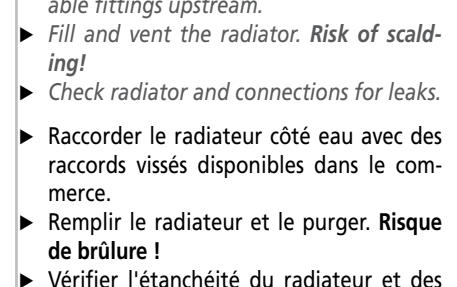 able fittings upstream.
► Fill and vent the radiator. Risk of scald-
ing!
► Check radiator and connections for leaks.
► Raccorder le radiateur côté eau avec des
raccords vissés disponibles dans le com-
merce.
► Remplir le radiateur et le purger. Risque
de brûlure !
► Vérifier l'étanchéité du radiateur et des